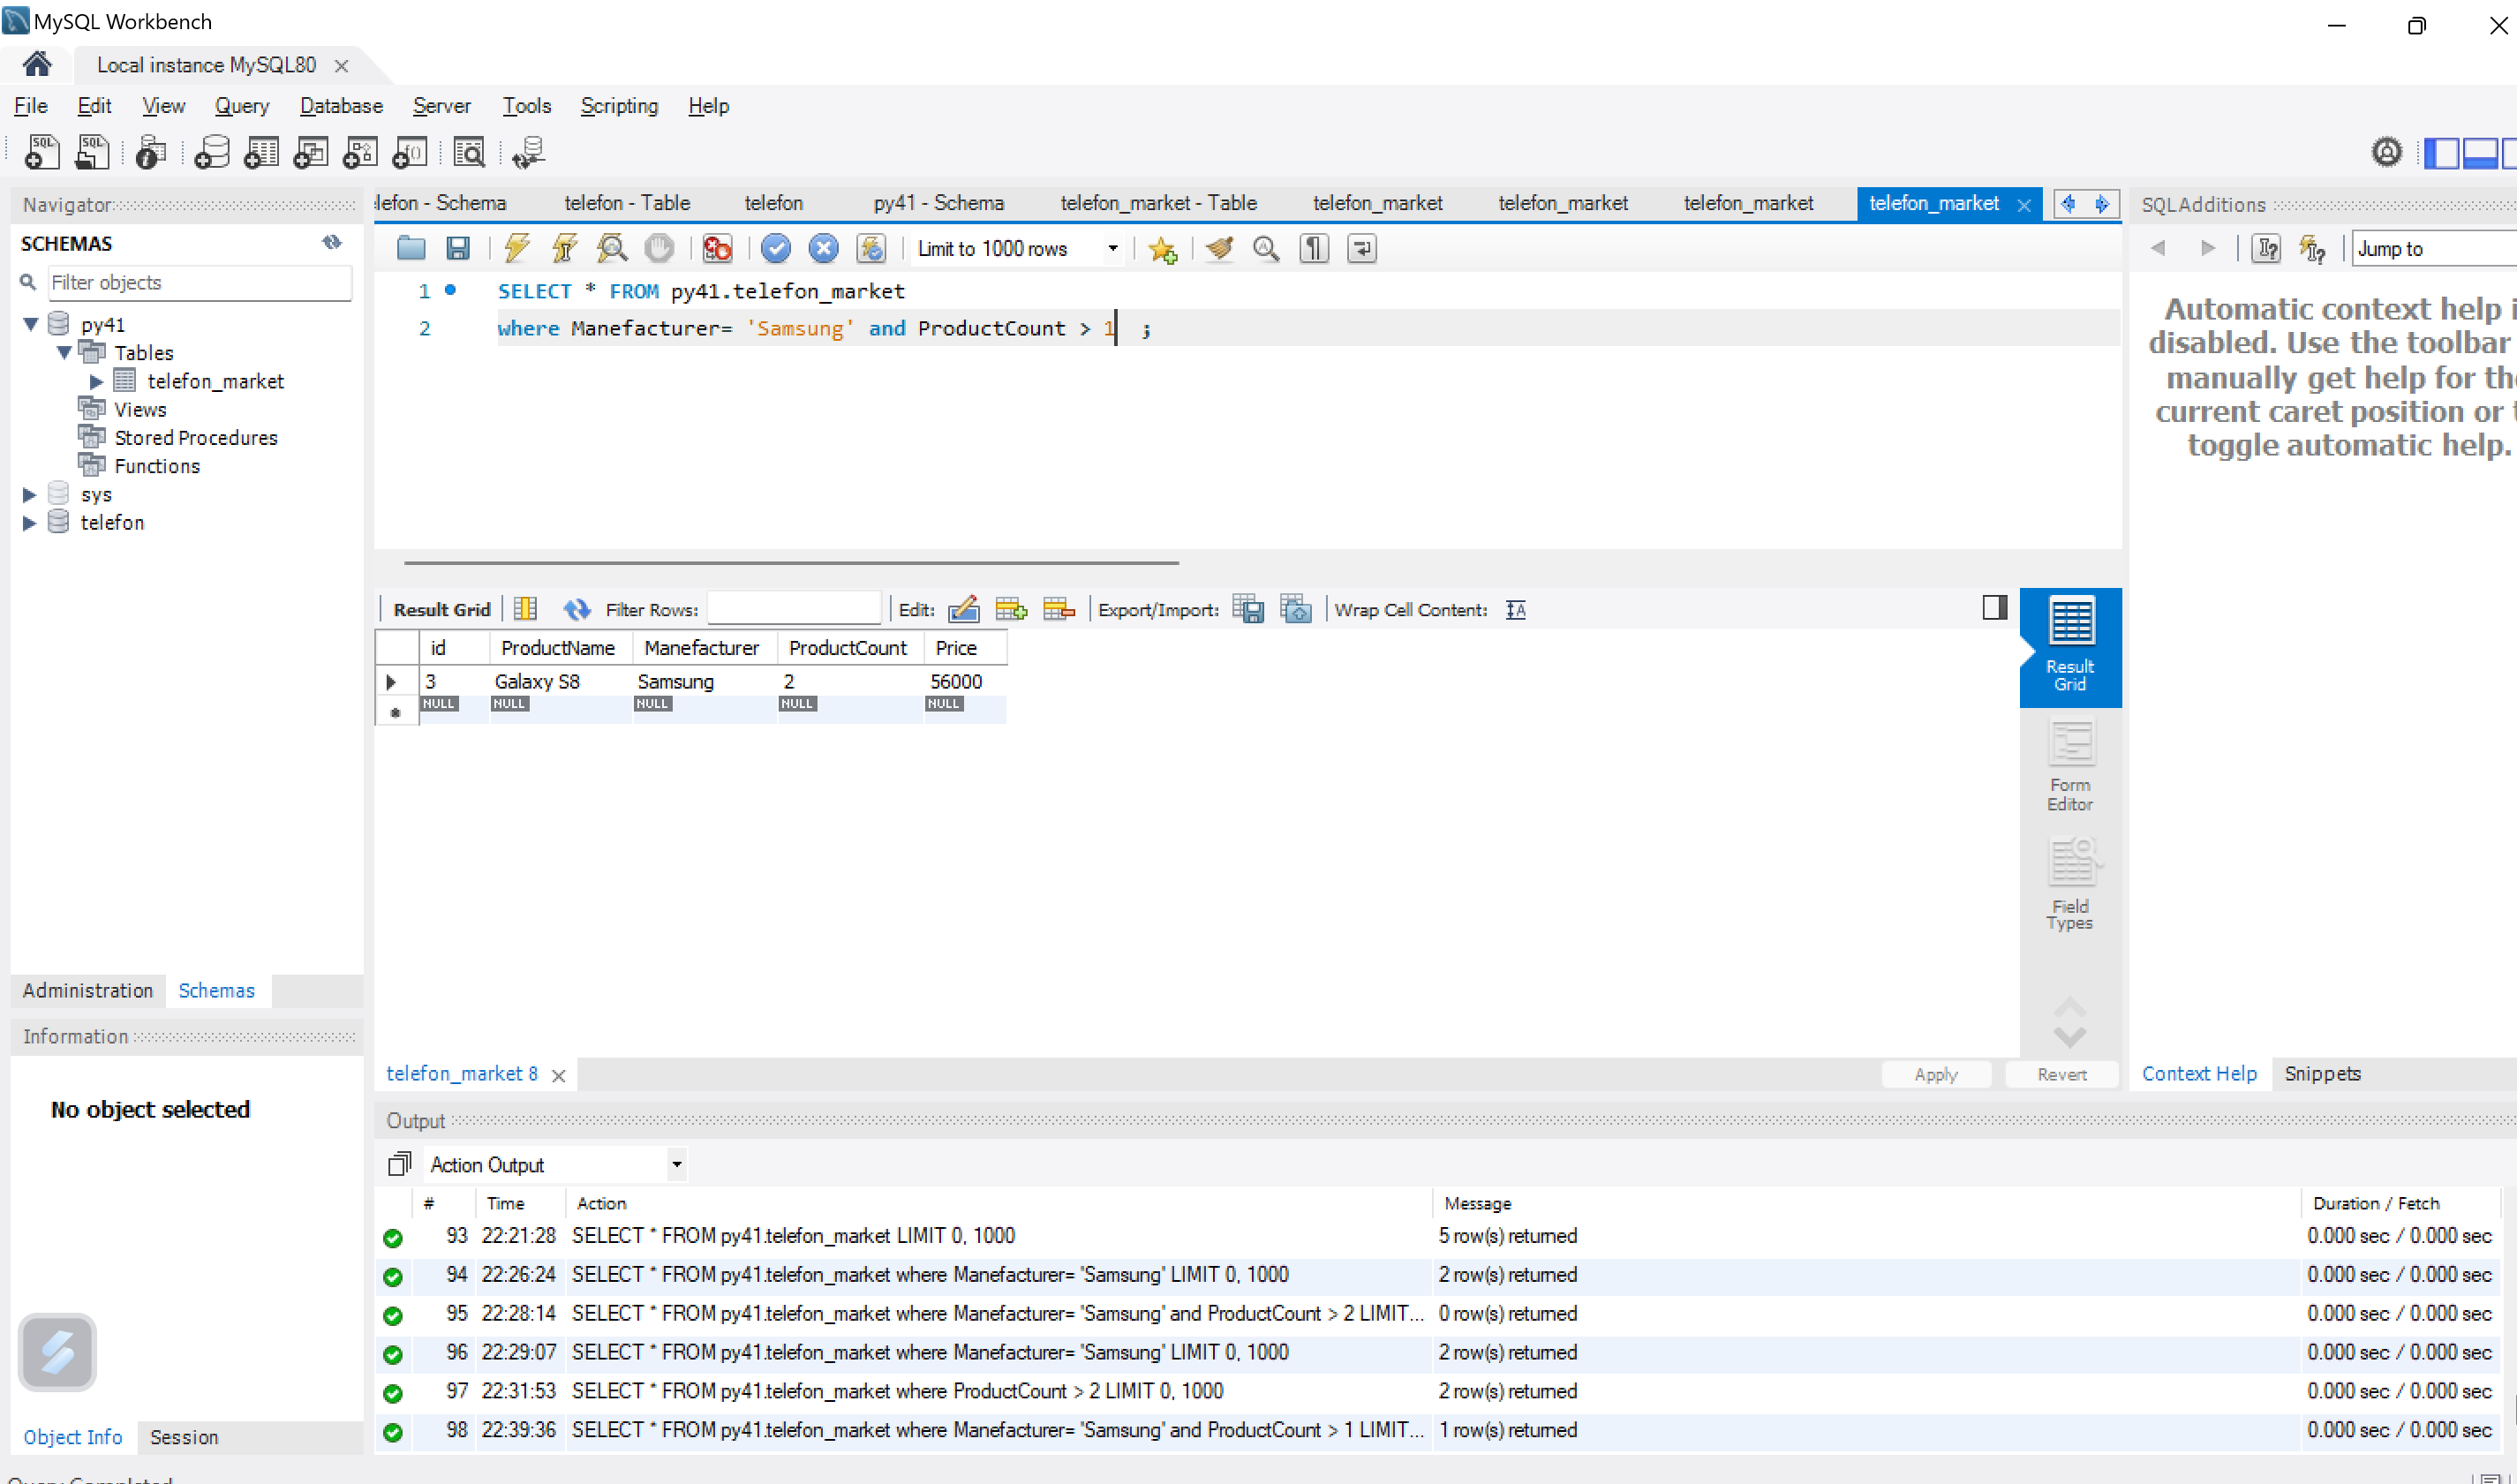 MySQL Workbench
Local instance MySQL80
File Edit View Query Database Server Tools Scripting Help
Navigator
SCHEMAS
Filter objects
py41
Tables
telefon_market
Views
Stored Procedures
Functions
sys
telefon
Administration Schemas
Information
No object selected
Object Info Session
elefon - Schema telefon - Table telefon py41 - Schema telefon_market - Table telefon_market telefon_market telefon_market telefon_market
Limit to 1000 rows
1 SELECT * FROM py41.telefon_market
2 where Manefacturer= 'Samsung' and ProductCount > 1 ;
Result Grid Filter Rows: Edit: Export/Import: Wrap Cell Content:
id ProductName Manefacturer ProductCount Price
3 Galaxy S8 Samsung 2 56000
NULL NULL NULL NULL NULL
Result
Grid
Form
Editor
Field
Types
telefon_market 8
Apply Revert
SQLAdditions
Jump to
Automatic context help i
disabled. Use the toolbar
manually get help for the
current caret position or t
toggle automatic help.
Context Help Snippets
Output
Action Output
# Time Action Message Duration / Fetch
93 22:21:28 SELECT * FROM py41.telefon_market LIMIT 0, 1000 5 row(s) returned 0.000 sec / 0.000 sec
94 22:26:24 SELECT * FROM py41.telefon_market where Manefacturer= 'Samsung' LIMIT 0, 1000 2 row(s) returned 0.000 sec / 0.000 sec
95 22:28:14 SELECT * FROM py41.telefon_market where Manefacturer= 'Samsung' and ProductCount > 2 LIMIT... 0 row(s) returned 0.000 sec / 0.000 sec
96 22:29:07 SELECT * FROM py41.telefon_market where Manefacturer= 'Samsung' LIMIT 0, 1000 2 row(s) returned 0.000 sec / 0.000 sec
97 22:31:53 SELECT * FROM py41.telefon_market where ProductCount > 2 LIMIT 0, 1000 2 row(s) returned 0.000 sec / 0.000 sec
98 22:39:36 SELECT * FROM py41.telefon_market where Manefacturer= 'Samsung' and ProductCount > 1 LIMIT... 1 row(s) returned 0.000 sec / 0.000 sec
Query Completed